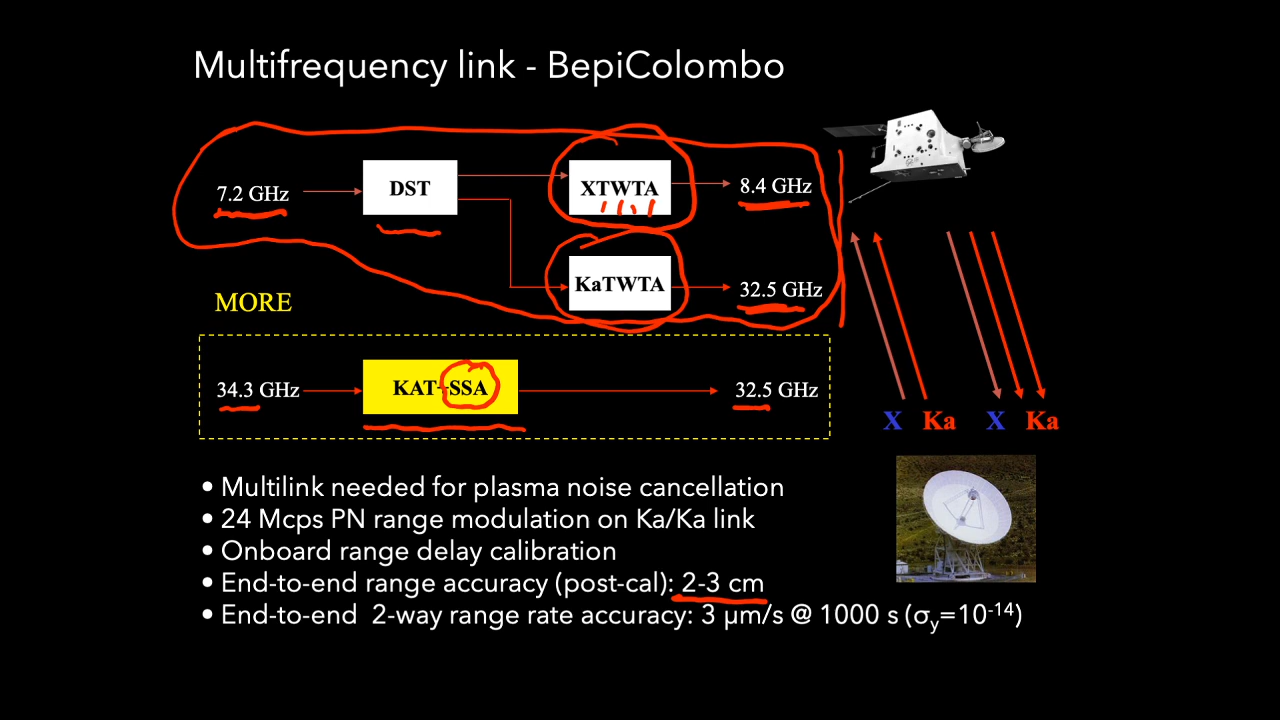 Multifrequency link - BepiColombo
7.2 GHz
DST
XTWTA
8.4 GHz
KaTWTA
32.5 GHz
MORE
34.3 GHz
KAT-SSA
32.5 GHz
X Ka X Ka
• Multilink needed for plasma noise cancellation
• 24 Mcps PN range modulation on Ka/Ka link
• Onboard range delay calibration
• End-to-end range accuracy (post-cal): 2-3 cm
• End-to-end 2-way range rate accuracy: 3 μm/s @ 1000 s (σy=10-14)